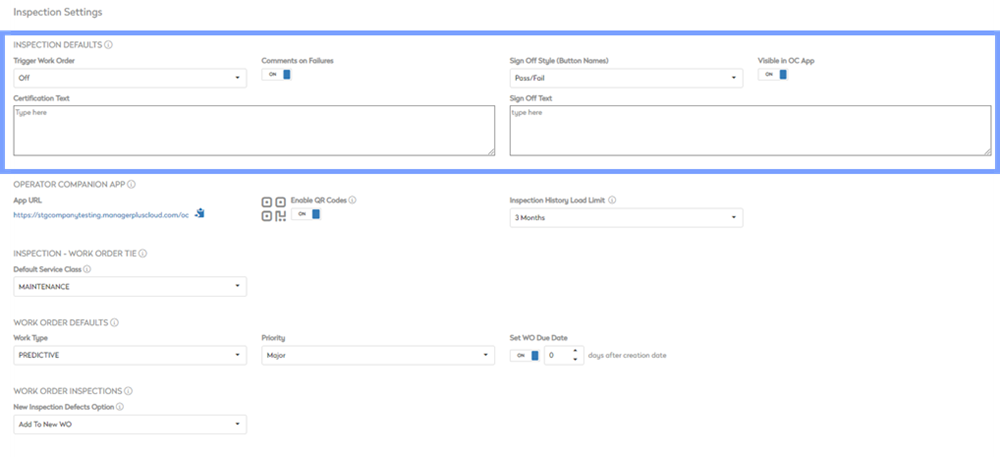 Inspection Settings
INSPECTION DEFAULTS
Trigger Work Order
Comments on Failures
Sign Off Style (Button Names)
Visible in OC App
Off
ON
Pass/Fail
ON
Certification Text
Sign Off Text
Type here
type here
OPERATOR COMPANION APP
App URL
Enable QR Codes
Inspection History Load Limit
https://stgcompanytesting.managerpluscloud.com/oc
ON
3 Months
INSPECTION - WORK ORDER TIE
Default Service Class
MAINTENANCE
WORK ORDER DEFAULTS
Work Type
Priority
Set WO Due Date
PREDICTIVE
Major
ON
0
days after creation date
WORK ORDER INSPECTIONS
New Inspection Defects Option
Add To New WO